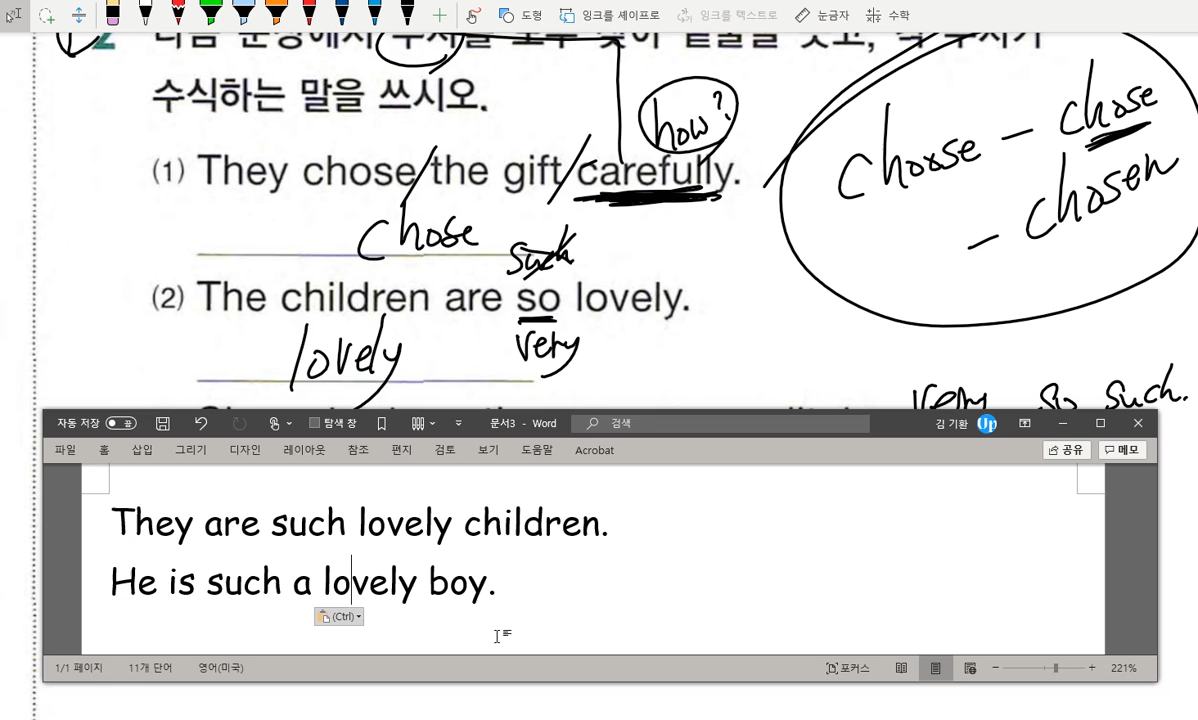 도형 잉크를 셰이프로 잉크를 텍스트로 눈금자 수학
수식하는 말을 쓰시오.
how?
choose - chose
- chosen
(1) They chose the gift carefully.
chose
such
(2) The children are so lovely.
lovely
very
very so such.
자동 저장 탐색 창 문서3 - Word 검색 김 기환 Up
파일 홈 삽입 그리기 디자인 레이아웃 참조 편지 검토 보기 도움말 Acrobat 공유 메모
They are such lovely children.
He is such a lovely boy.
(Ctrl)
1/1 페이지 11개 단어 영어(미국) 포커스 221%